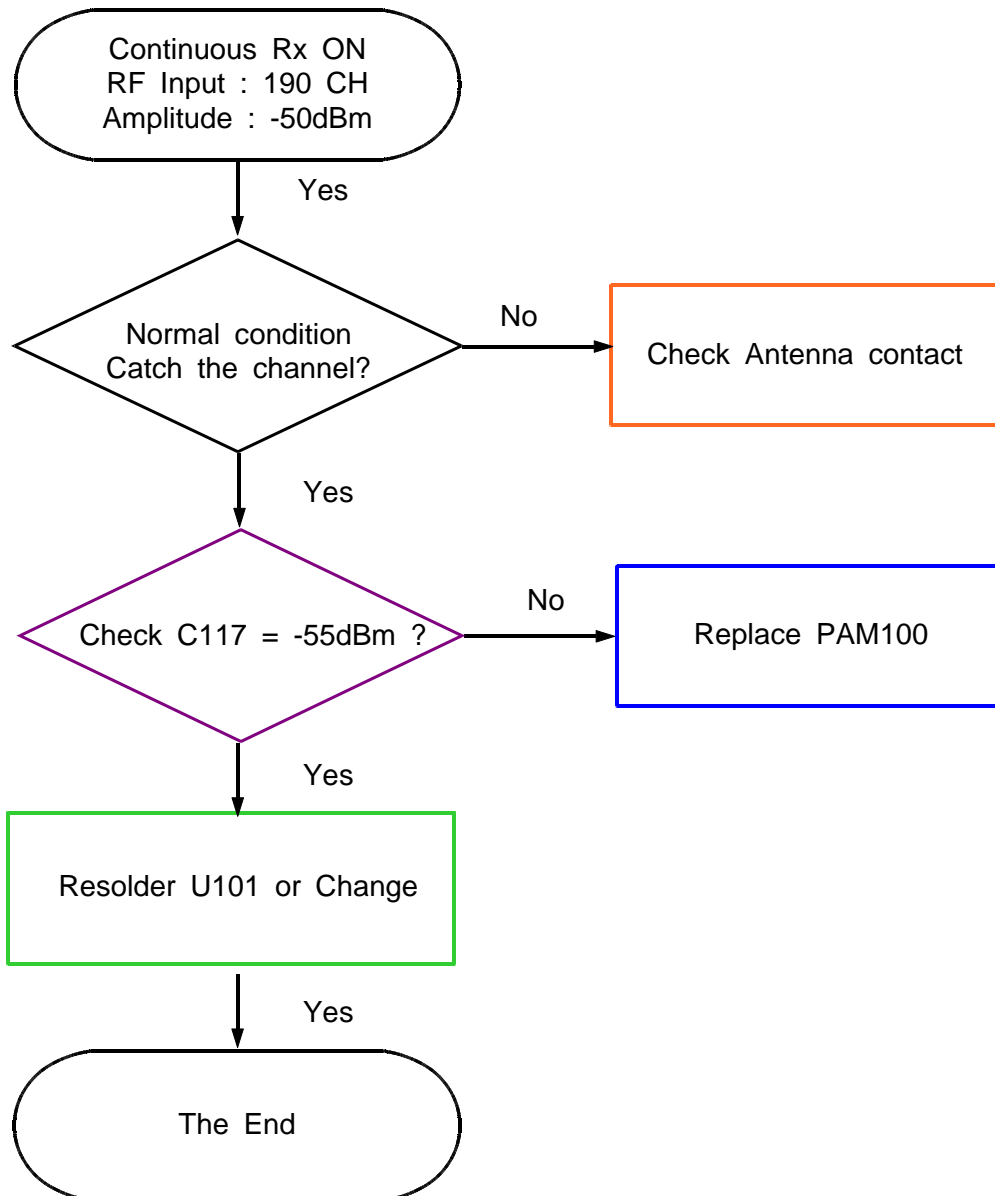 Continuous Rx ON
RF Input : 190 CH
Amplitude : -50dBm
Yes
Normal condition
Catch the channel?
No
Check Antenna contact
Yes
Check C117 = -55dBm ?
No
Replace PAM100
Yes
Resolder U101 or Change
Yes
The End